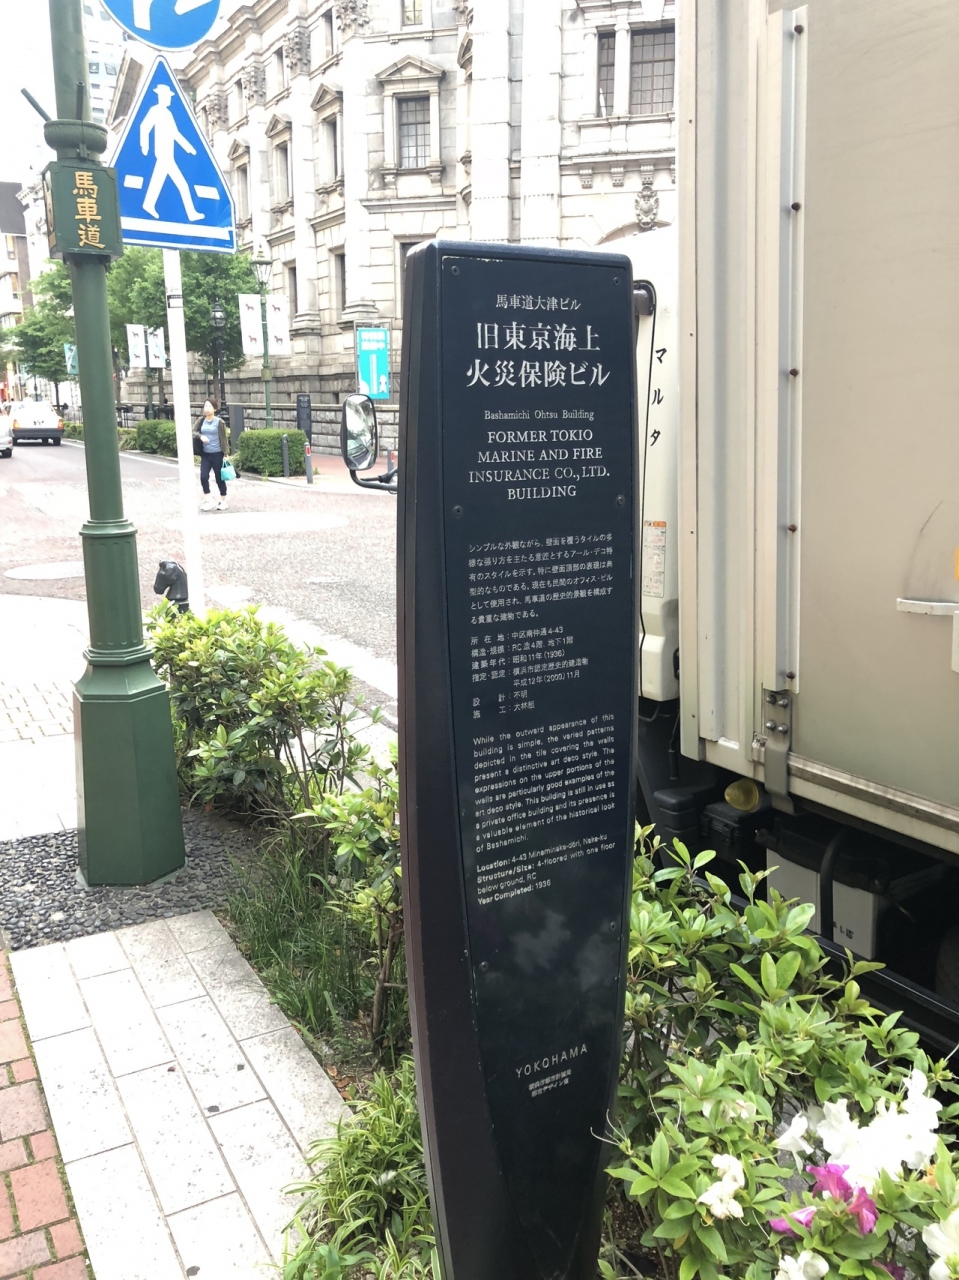 馬車道
馬車道大津ビル
旧東京海上
火災保険ビル
Bashamichi Ohtsu Building
FORMER TOKIO
MARINE AND FIRE
INSURANCE CO., LTD.
BUILDING
シンプルな外観ながら、壁面を覆うタイルの多
様な張り方を主たる意匠とするアール・デコ特
有のスタイルを示す。特に壁面頂部の表現は典
型的なものである。現在も民間のオフィス・ビル
として使用され、馬車道の歴史的景観を構成す
る貴重な建物である。
所在地：中区南仲通4-43
構造・規模：RC造4階、地下1階
建築年代：昭和11年(1936)
指定・認定：横浜市認定歴史的建造物
平成12年(2000)11月
設計：不明
施工：大林組
While the outward appearance of this
building is simple, the varied patterns
depicted in the tile covering the walls
present a distinctive art deco style. The
expressions on the upper portions of the
walls are particularly good examples of the
art deco style. This building is still in use as
a private office building and its presence is
a valuable element of the historical look
of Bashamichi.
Location: 4-43 Minaminaka-dōri, Naka-ku
Structure/Size: 4-floored with one floor
below ground, RC
Year Completed: 1936
YOKOHAMA
マルタ